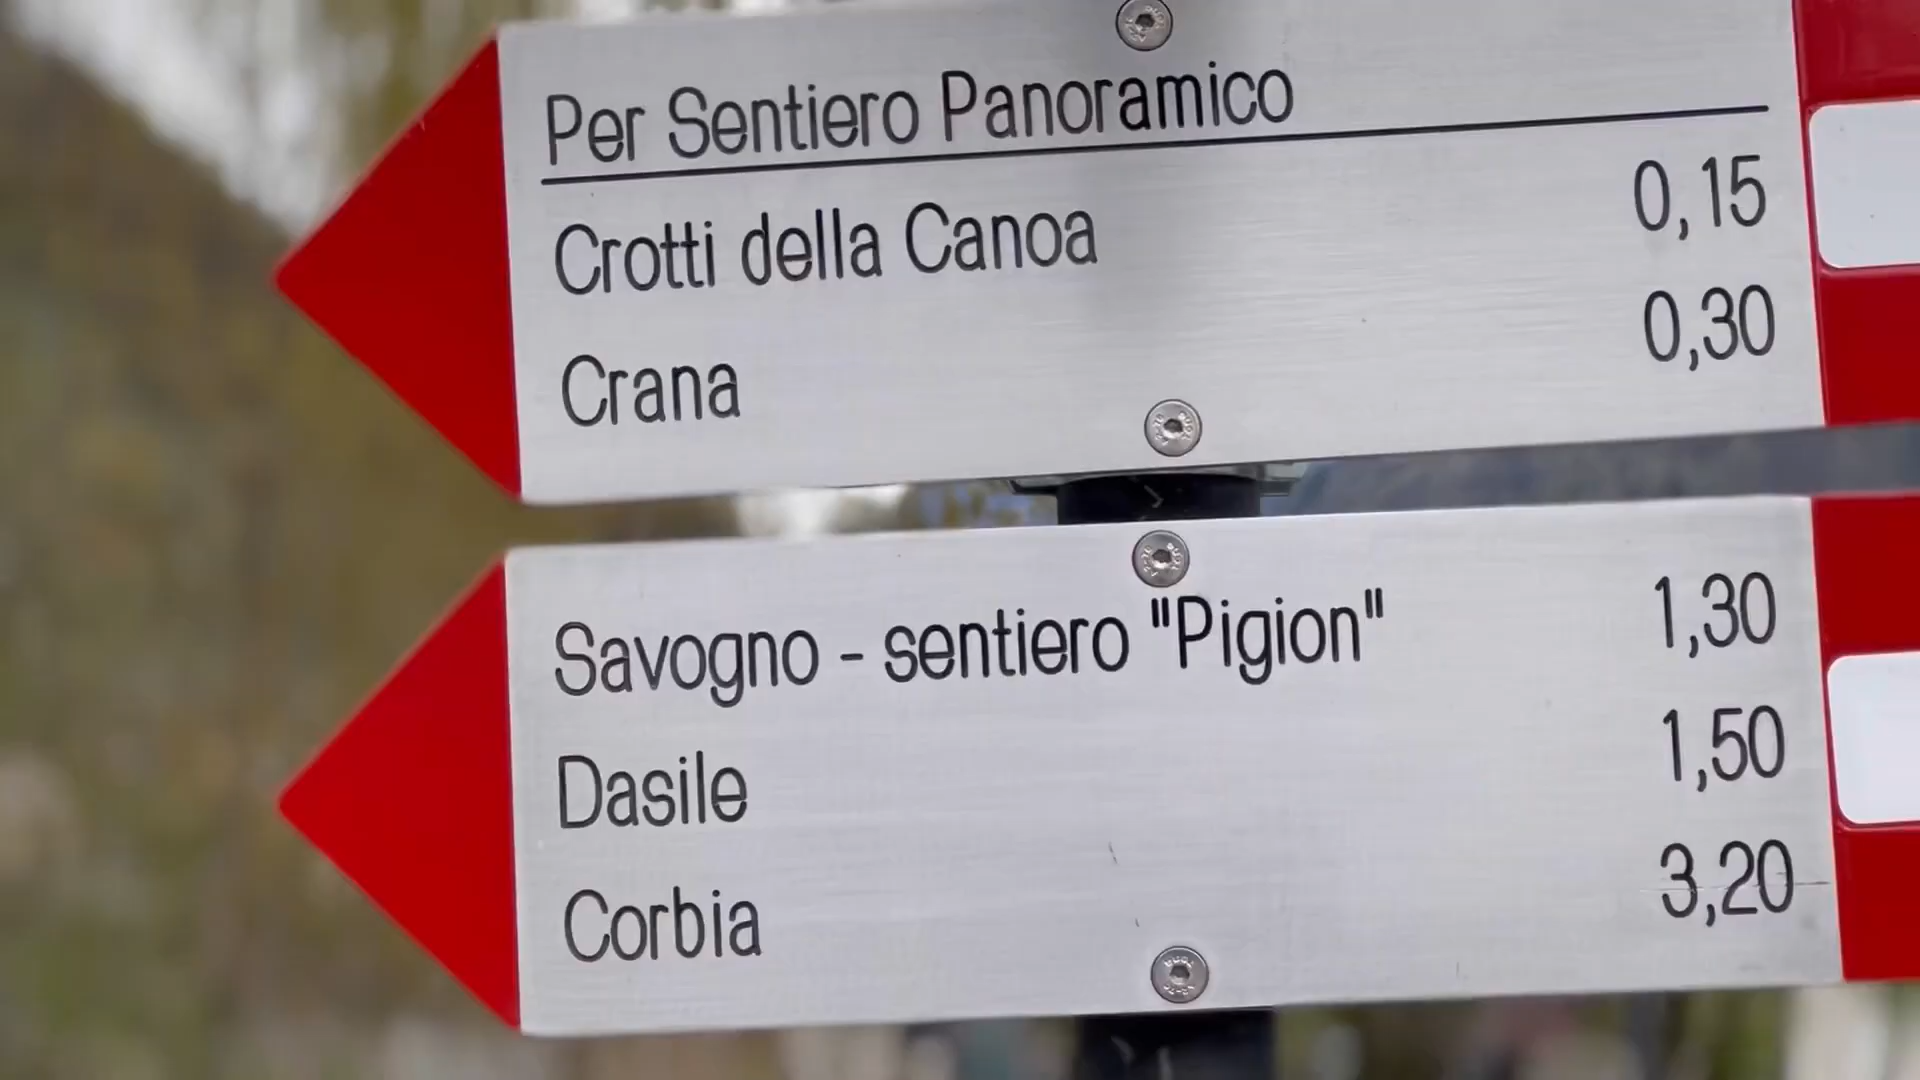 Per Sentiero Panoramico
Crotti della Canoa 0,15
Crana 0,30
Savogno - sentiero "Pigion" 1,30
Dasile 1,50
Corbia 3,20